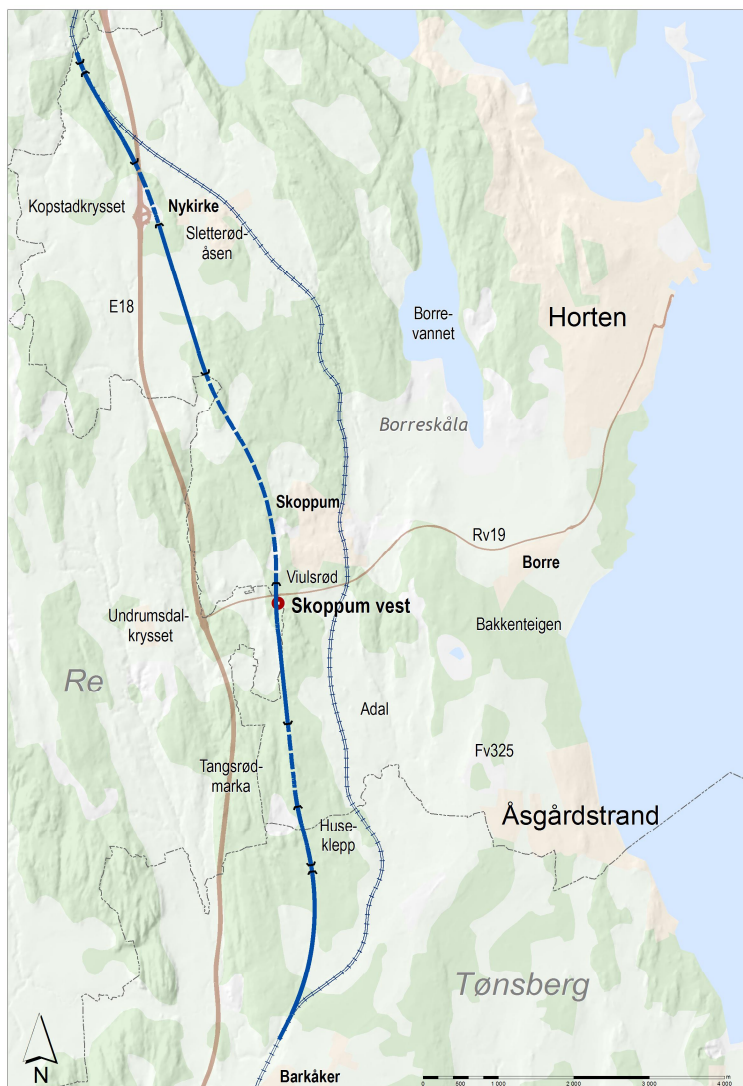 Kopstadkrysset
Nykirke
Sletterød-
åsen
E18
Borre-
vannet
Horten
Borreskåla
Skoppum
Rv19
Borre
Viulsrød
Skoppum vest
Undrumsdal-
krysset
Bakkenteigen
Re
Adal
Fv325
Tangsrød-
marka
Åsgårdstrand
Huse-
klepp
Tønsberg
N
Barkåker
0 500 1 000 2 000 3 000 4 000 m